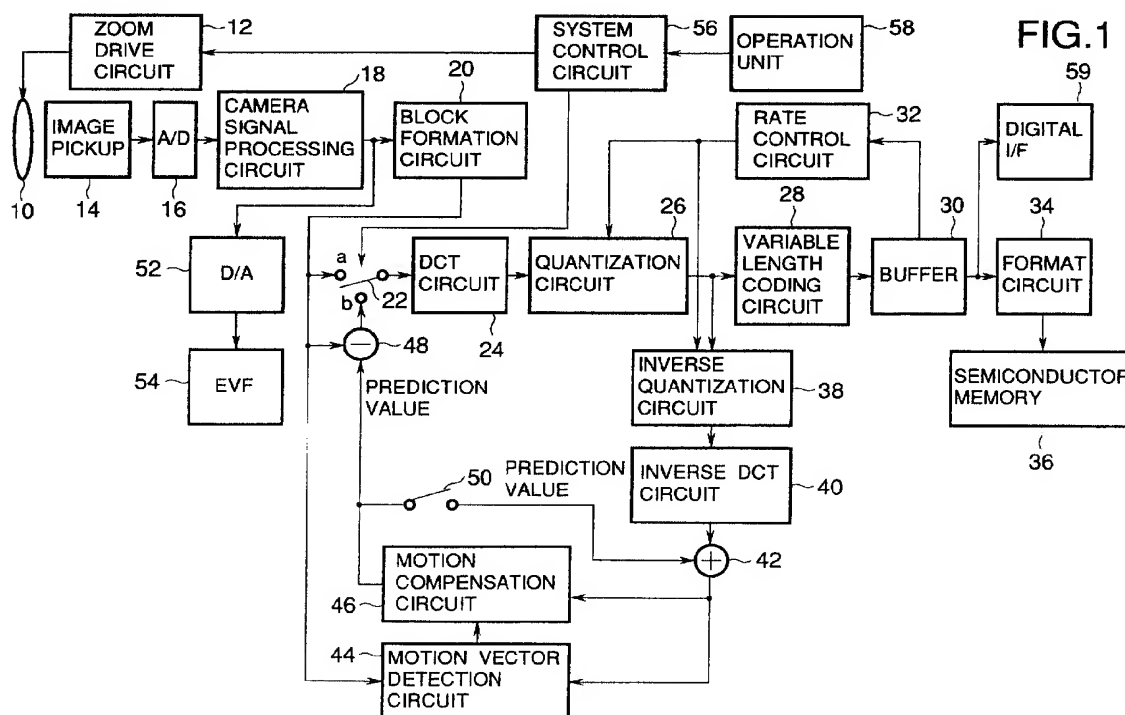 FIG.1
ZOOM
DRIVE
CIRCUIT
12
SYSTEM
CONTROL
CIRCUIT
56
OPERATION
UNIT
58
59
10
IMAGE
PICKUP
14
A/D
16
CAMERA
SIGNAL
PROCESSING
CIRCUIT
18
BLOCK
FORMATION
CIRCUIT
20
RATE
CONTROL
CIRCUIT
32
DIGITAL
I/F
52
D/A
54
EVF
a
b
22
DCT
CIRCUIT
24
QUANTIZATION
CIRCUIT
26
VARIABLE
LENGTH
CODING
CIRCUIT
28
BUFFER
30
FORMAT
CIRCUIT
34
48
PREDICTION
VALUE
INVERSE
QUANTIZATION
CIRCUIT
38
SEMICONDUCTOR
MEMORY
36
50
PREDICTION
VALUE
INVERSE DCT
CIRCUIT
40
42
MOTION
COMPENSATION
CIRCUIT
46
44
MOTION VECTOR
DETECTION
CIRCUIT